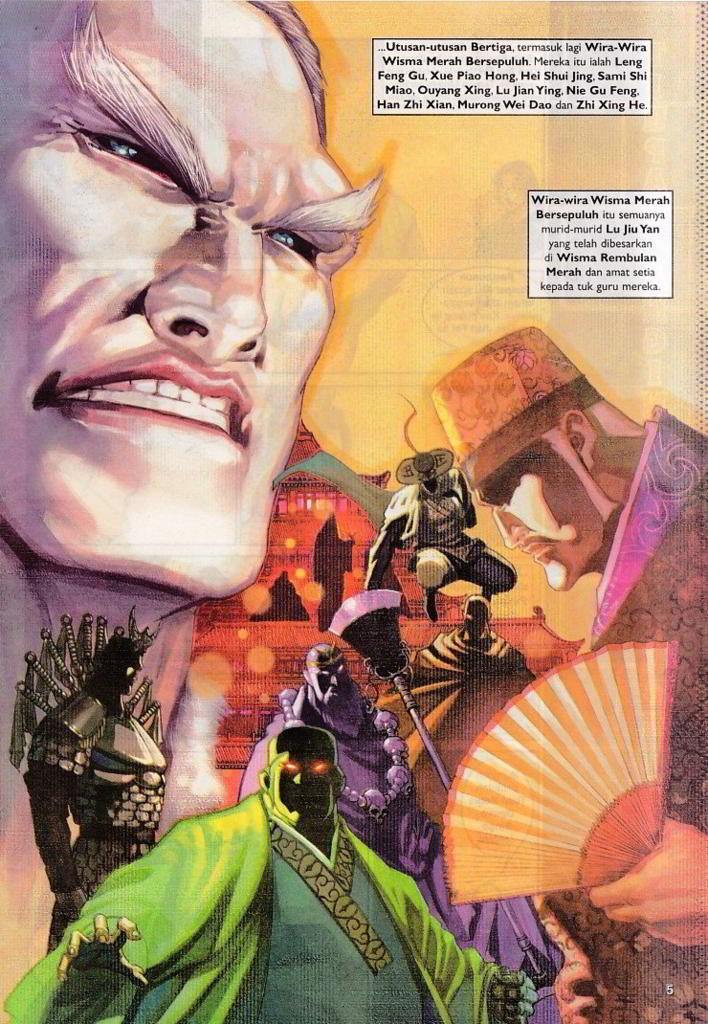 ...Utusan-utusan Bertiga, termasuk lagi Wira-Wira
Wisma Merah Bersepuluh. Mereka itu ialah Leng
Feng Gu, Xue Piao Hong, Hei Shui Jing, Sami Shi
Miao, Ouyang Xing, Lu Jian Ying, Nie Gu Feng,
Han Zhi Xian, Murong Wei Dao dan Zhi Xing He.
Wira-wira Wisma Merah
Bersepuluh itu semuanya
murid-murid Lu Jiu Yan
yang telah dibesarkan
di Wisma Rembulan
Merah dan amat setia
kepada tuk guru mereka.
5